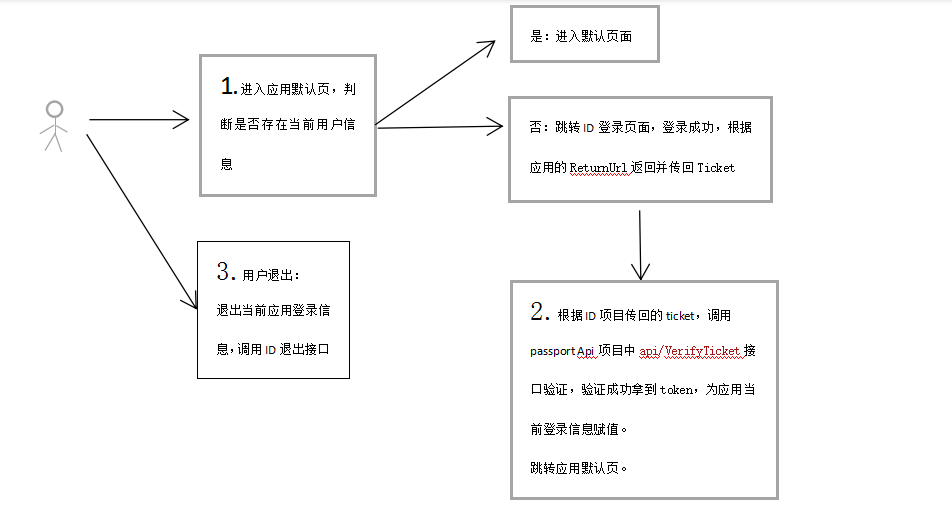 是：进入默认页面
1.进入应用默认页，判
断是否存在当前用户信
息
否：跳转 ID 登录页面，登录成功，根据
应用的 ReturnUrl 返回并传回 Ticket
3. 用户退出：
退出当前应用登录信
息，调用 ID 退出接口
2. 根据 ID 项目传回的 ticket，调用
passportApi 项目中 api/VerifyTicket 接
口验证，验证成功拿到 token，为应用当
前登录信息赋值。
跳转应用默认页。